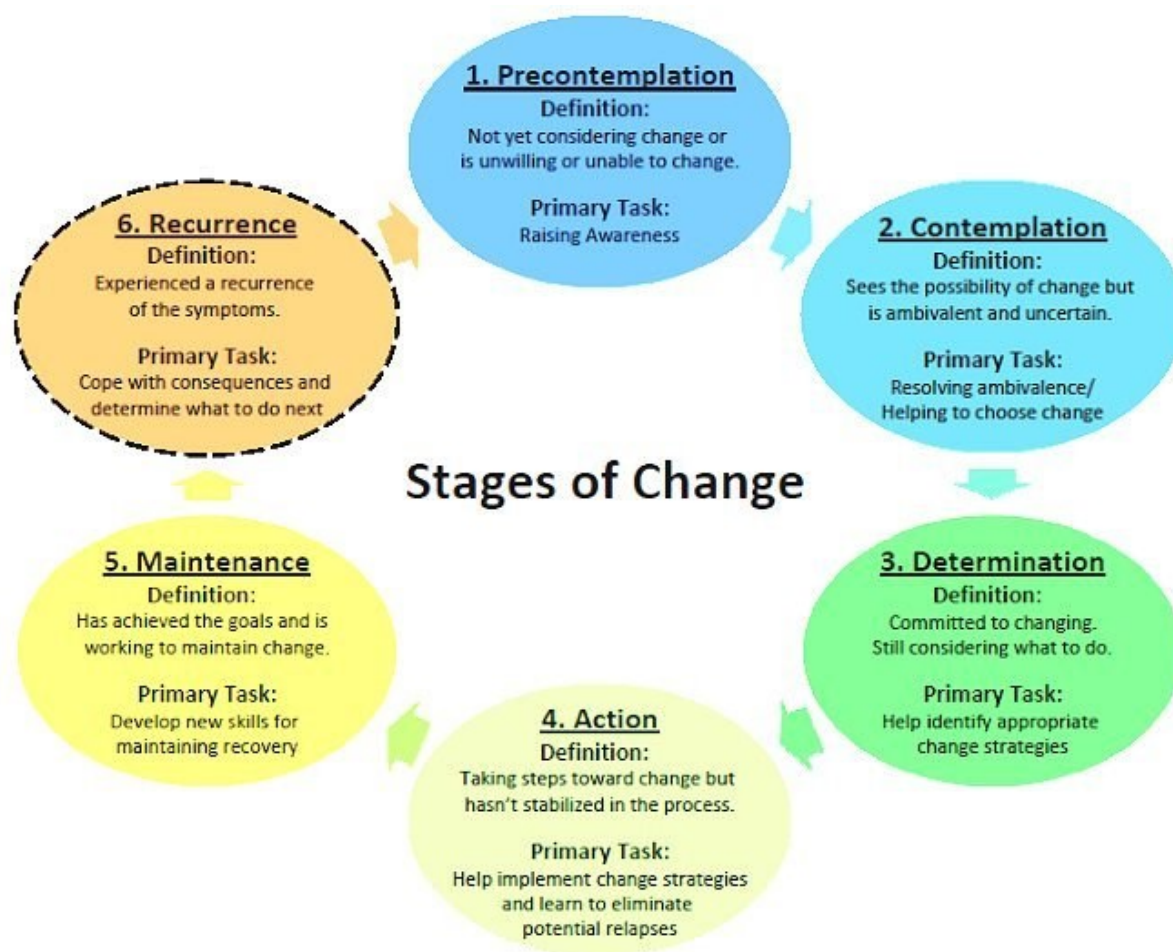 1. Precontemplation
Definition:
Not yet considering change or
is unwilling or unable to change.
Primary Task:
Raising Awareness
2. Contemplation
Definition:
Sees the possibility of change but
is ambivalent and uncertain.
Primary Task:
Resolving ambivalence/
Helping to choose change
3. Determination
Definition:
Committed to changing.
Still considering what to do.
Primary Task:
Help identify appropriate
change strategies
4. Action
Definition:
Taking steps toward change but
hasn't stabilized in the process.
Primary Task:
Help implement change strategies
and learn to eliminate
potential relapses
5. Maintenance
Definition:
Has achieved the goals and is
working to maintain change.
Primary Task:
Develop new skills for
maintaining recovery
6. Recurrence
Definition:
Experienced a recurrence
of the symptoms.
Primary Task:
Cope with consequences and
determine what to do next
Stages of Change